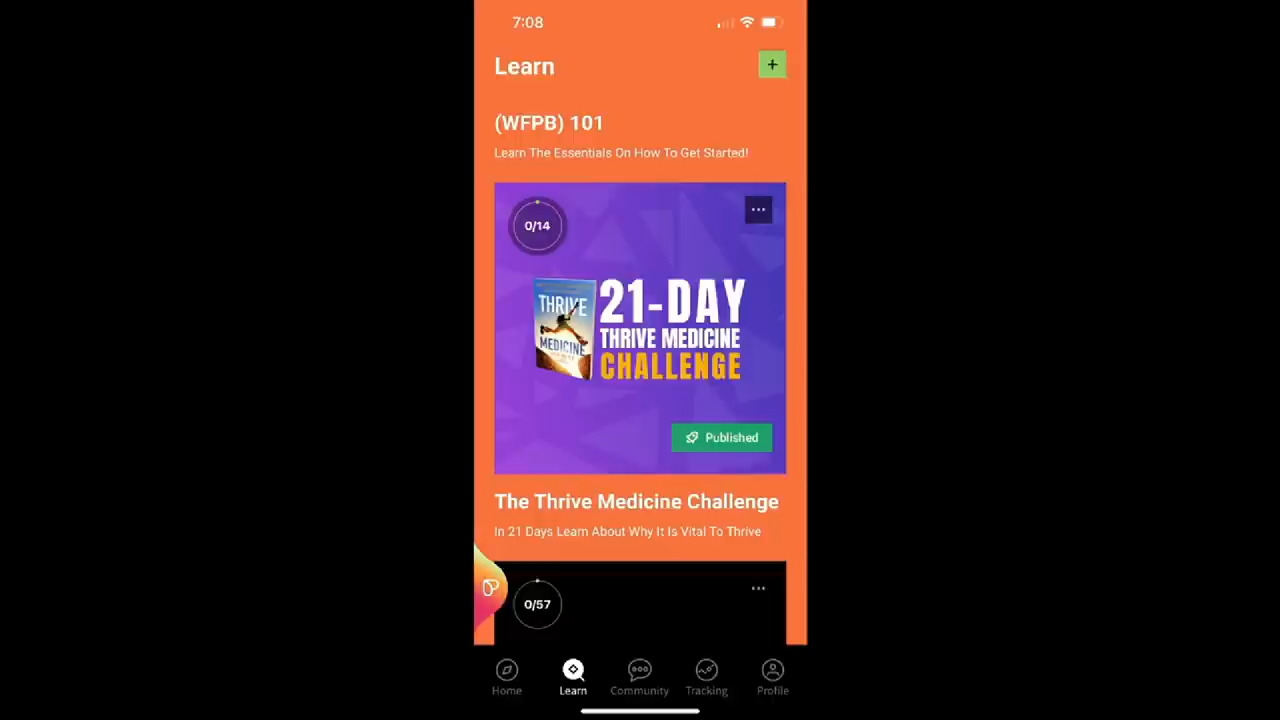 7:08
Learn
+
(WFPB) 101
Learn The Essentials On How To Get Started!
0/14
THRIVE
MEDICINE
21-DAY
THRIVE MEDICINE
CHALLENGE
Published
The Thrive Medicine Challenge
In 21 Days Learn About Why It Is Vital To Thrive
0/57
Home Learn Community Tracking Profile